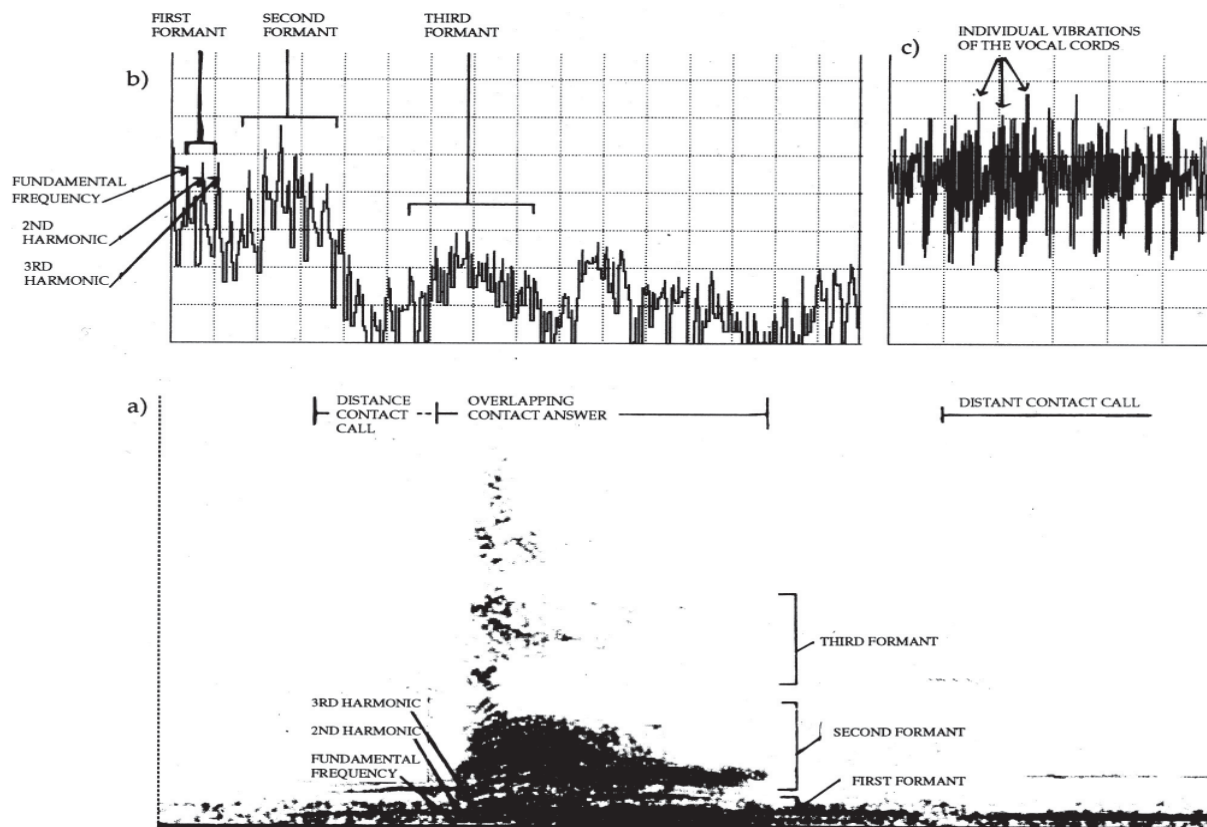 FIRST
FORMANT
SECOND
FORMANT
THIRD
FORMANT
b)
FUNDAMENTAL
FREQUENCY
2ND
HARMONIC
3RD
HARMONIC
c)
INDIVIDUAL VIBRATIONS
OF THE VOCAL CORDS
a)
DISTANCE
CONTACT
CALL
OVERLAPPING
CONTACT ANSWER
DISTANT CONTACT CALL
3RD HARMONIC
2ND HARMONIC
FUNDAMENTAL
FREQUENCY
THIRD FORMANT
SECOND FORMANT
FIRST FORMANT